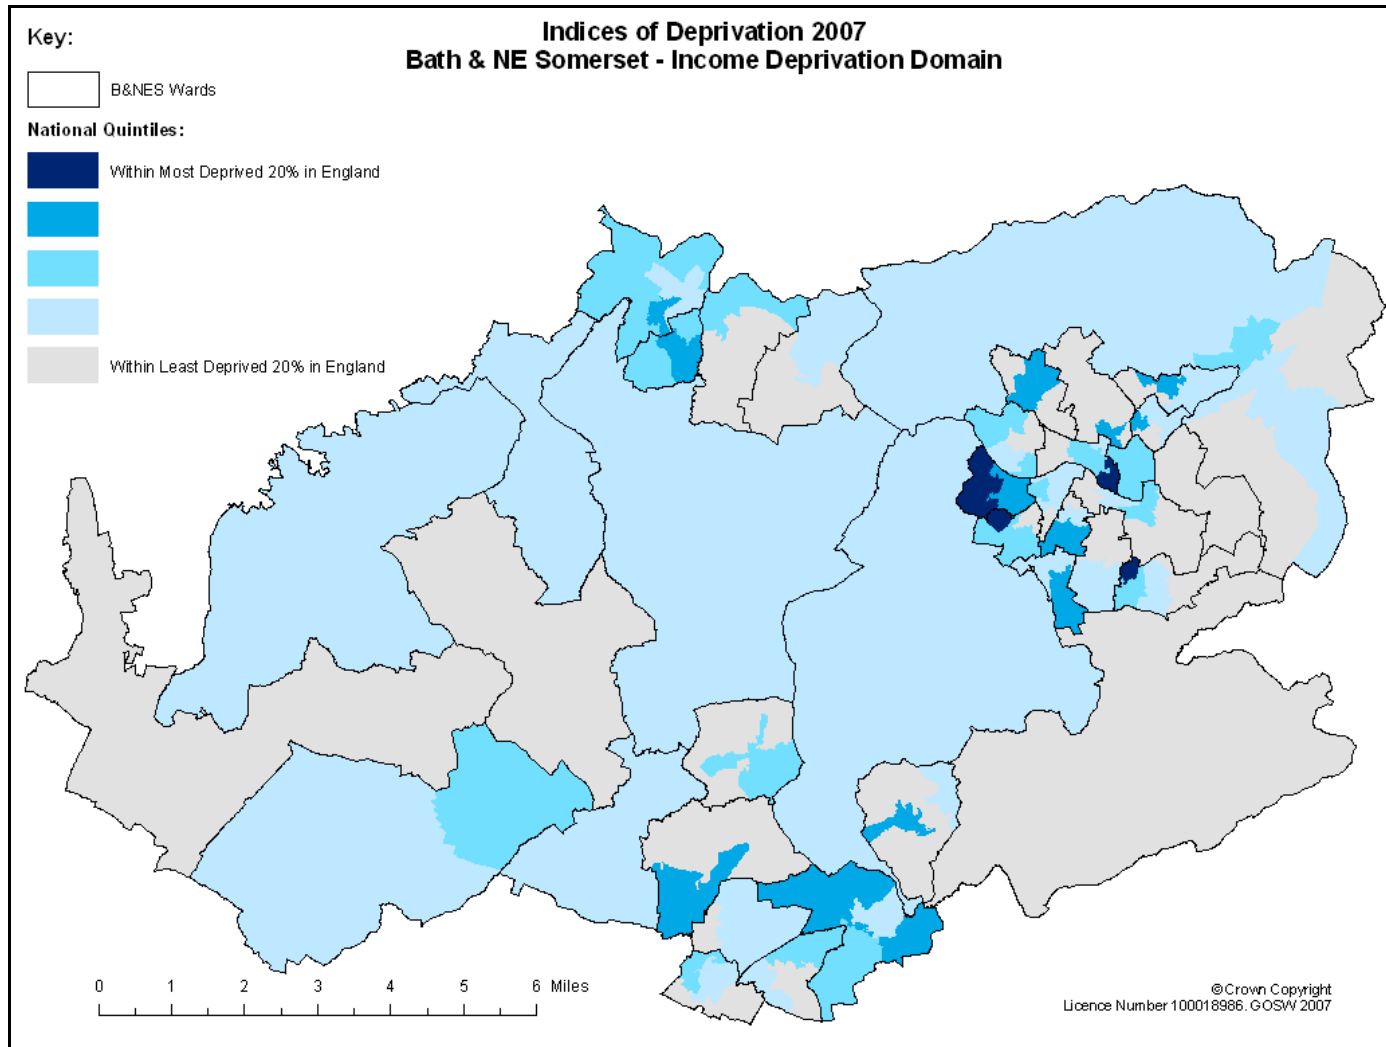 Indices of Deprivation 2007
Bath & NE Somerset - Income Deprivation Domain
Key:
B&NES Wards
National Quintiles:
Within Most Deprived 20% in England
Within Least Deprived 20% in England
0 1 2 3 4 5 6 Miles
©Crown Copyright
Licence Number 100018986. GOSW 2007